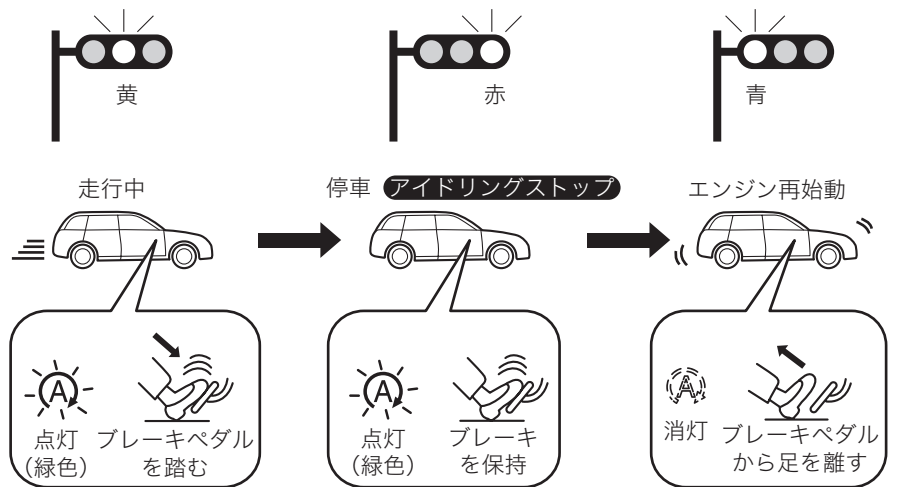 黄
赤
青
走行中
停車 アイドリングストップ
エンジン再始動
A
点灯
（緑色）
ブレーキペダル
を踏む
A
点灯
（緑色）
ブレーキ
を保持
A
消灯
ブレーキペダル
から足を離す